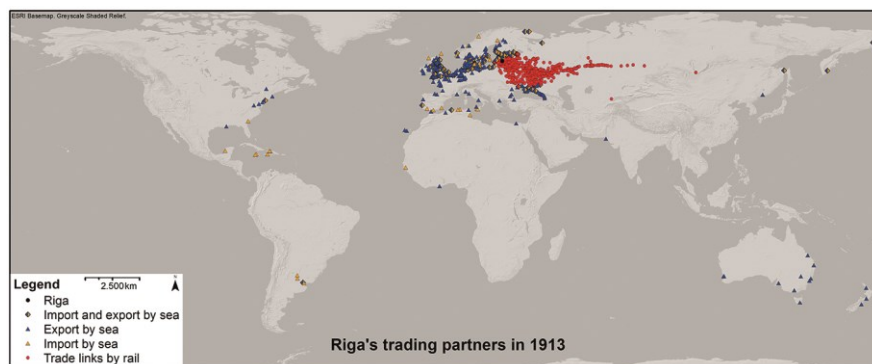 ESRI Basemap. Greyscale Shaded Relief.
Legend
2.500km
N
Riga
Import and export by sea
Export by sea
Import by sea
Trade links by rail
Riga's trading partners in 1913